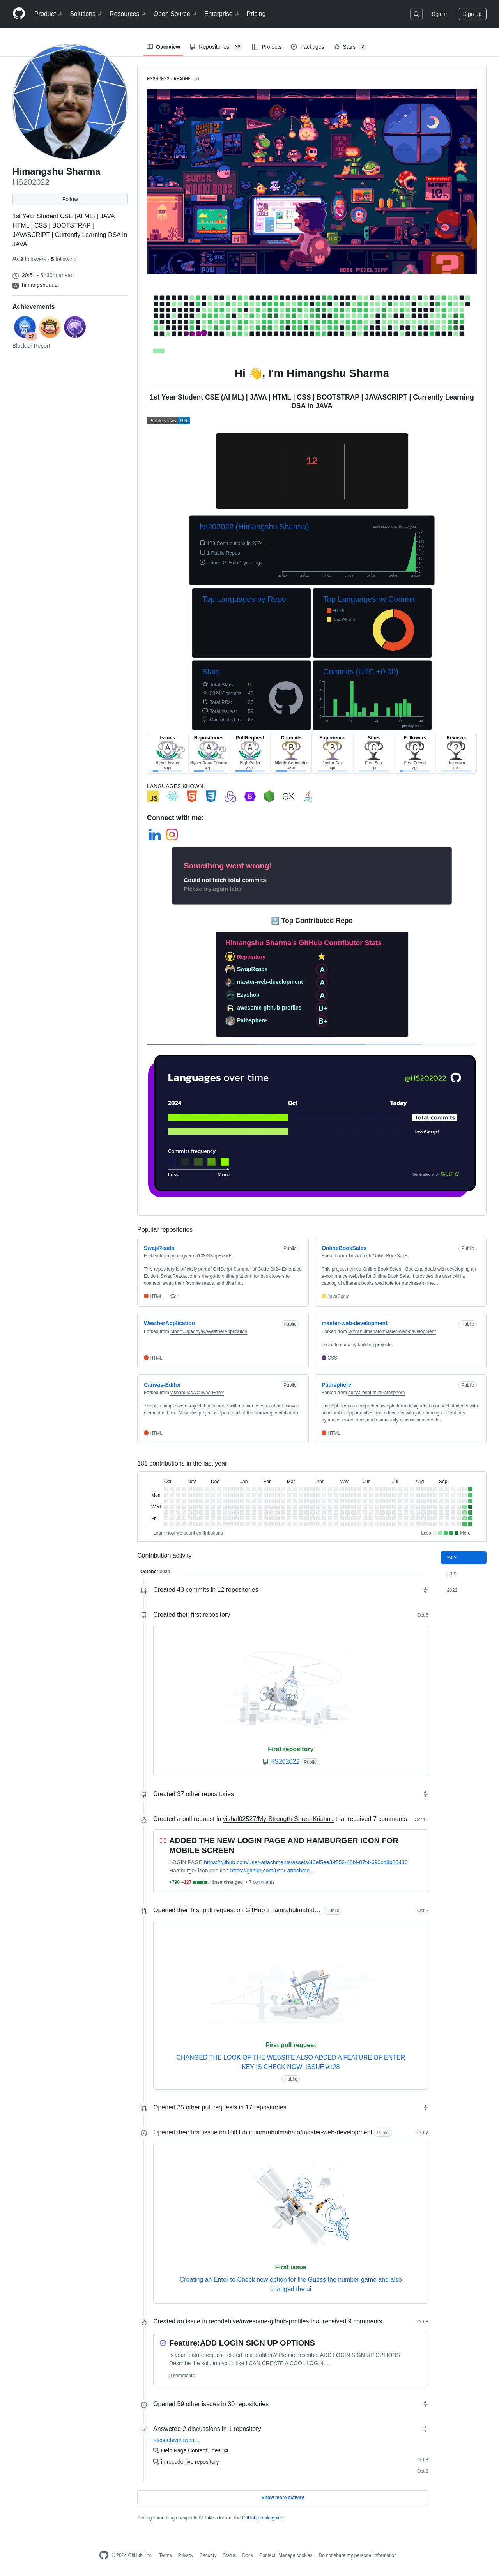 Product
Solutions
Resources
Open Source
Enterprise
Pricing
Sign in
Sign up
Overview
Repositories 38
Projects
Packages
Stars 2
Himangshu Sharma
HS202022
Follow
1st Year Student CSE (AI ML) | JAVA |
HTML | CSS | BOOTSTRAP |
JAVASCRIPT | Currently Learning DSA in
JAVA
2 followers · 5 following
20:51 - 5h30m ahead
himangshuuuu._
Achievements
x2
Block or Report
HS202022 / README.md
SUPER MARIO BROS.
2023 PIXELJEFF
Hi 👋, I'm Himangshu Sharma
1st Year Student CSE (AI ML) | JAVA | HTML | CSS | BOOTSTRAP | JAVASCRIPT | Currently Learning
DSA in JAVA
Profile views 194
12
hs202022 (Himangshu Sharma)
contributions in the last year
178 Contributions in 2024
1 Public Repos
Joined GitHub 1 year ago
Top Languages by Repo
Top Languages by Commit
HTML
JavaScript
Stats
Total Stars: 0
2024 Commits: 43
Total PRs: 37
Total Issues: 59
Contributed to: 67
Commits (UTC +0.00)
per day hour
Issues
Repositories
PullRequest
Commits
Experience
Stars
Followers
Reviews
A A A B B C C ?
Hyper Issuer
Hyper Repo Creator
High Puller
Middle Committer
Junior Dev
First Star
First Friend
Unknown
LANGUAGES KNOWN:
JS
ex
Connect with me:
Something went wrong!
Could not fetch total commits.
Please try again later
🔝 Top Contributed Repo
Himangshu Sharma's GitHub Contributor Stats
Repository
SwapReads A
master-web-development A
Ezyshop A
awesome-github-profiles B+
Pathsphere B+
Languages over time
@HS202022
2024
Oct
Today
Total commits
JavaScript
Commits frequency
Less
More
Generated with
Popular repositories
SwapReads Public
Forked from anuragverma108/SwapReads
This repository is officially part of GirlScript Summer of Code 2024 Extended
Edition! SwapReads.com is the go-to online platform for book lovers to
connect, swap their favorite reads, and dive int…
HTML 1
OnlineBookSales Public
Forked from Trisha-tech/OnlineBookSales
This project named Online Book Sales - Backend deals with developing an
e-commerce website for Online Book Sale. It provides the user with a
catalog of different books available for purchase in the…
JavaScript
WeatherApplication Public
Forked from MohitSUpadhyay/WeatherApplication
HTML
master-web-development Public
Forked from iamrahulmahato/master-web-development
Learn to code by building projects.
CSS
Canvas-Editor Public
Forked from vishanurag/Canvas-Editor
This is a simple web project that is made with an aim to learn about canvas
element of html. Now, this project is open to all of the amazing contributors.
HTML
Pathsphere Public
Forked from aditya-bhaumik/Pathsphere
PathSphere is a comprehensive platform designed to connect students with
scholarship opportunities and educators with job openings. It features
dynamic search tools and community discussions to enh…
HTML
181 contributions in the last year
Oct Nov Dec Jan Feb Mar Apr May Jun Jul Aug Sep
Mon
Wed
Fri
Learn how we count contributions
Less More
Contribution activity
2024
2023
2022
October 2024
Created 43 commits in 12 repositories
Created their first repository Oct 6
First repository
HS202022 Public
Created 37 other repositories
Created a pull request in vishal02527/My-Strength-Shree-Krishna that received 7 comments Oct 11
ADDED THE NEW LOGIN PAGE AND HAMBURGER ICON FOR
MOBILE SCREEN
LOGIN PAGE https://github.com/user-attachments/assets/40ef5ee3-f553-48bf-87f4-690cb8b35430
Hamburger icon addition https://github.com/user-attachme…
+790 −127 lines changed • 7 comments
Opened their first pull request on GitHub in iamrahulmahat… Public Oct 2
First pull request
CHANGED THE LOOK OF THE WEBSITE ALSO ADDED A FEATURE OF ENTER
KEY IS CHECK NOW. ISSUE #128
Public
Opened 35 other pull requests in 17 repositories
Opened their first issue on GitHub in iamrahulmahato/master-web-development Public Oct 2
First issue
Creating an Enter to Check now option for the Guess the number game and also
changed the ui
Created an issue in recodehive/awesome-github-profiles that received 9 comments Oct 8
Feature:ADD LOGIN SIGN UP OPTIONS
Is your feature request related to a problem? Please describe. ADD LOGIN SIGN UP OPTIONS
Describe the solution you'd like I CAN CREATE A COOL LOGIN…
9 comments
Opened 59 other issues in 30 repositories
Answered 2 discussions in 1 repository
recodehive/awes…
Help Page Content: Idea #4
Oct 8
in recodehive repository
Oct 8
Show more activity
Seeing something unexpected? Take a look at the GitHub profile guide.
© 2024 GitHub, Inc.
Terms
Privacy
Security
Status
Docs
Contact
Manage cookies
Do not share my personal information